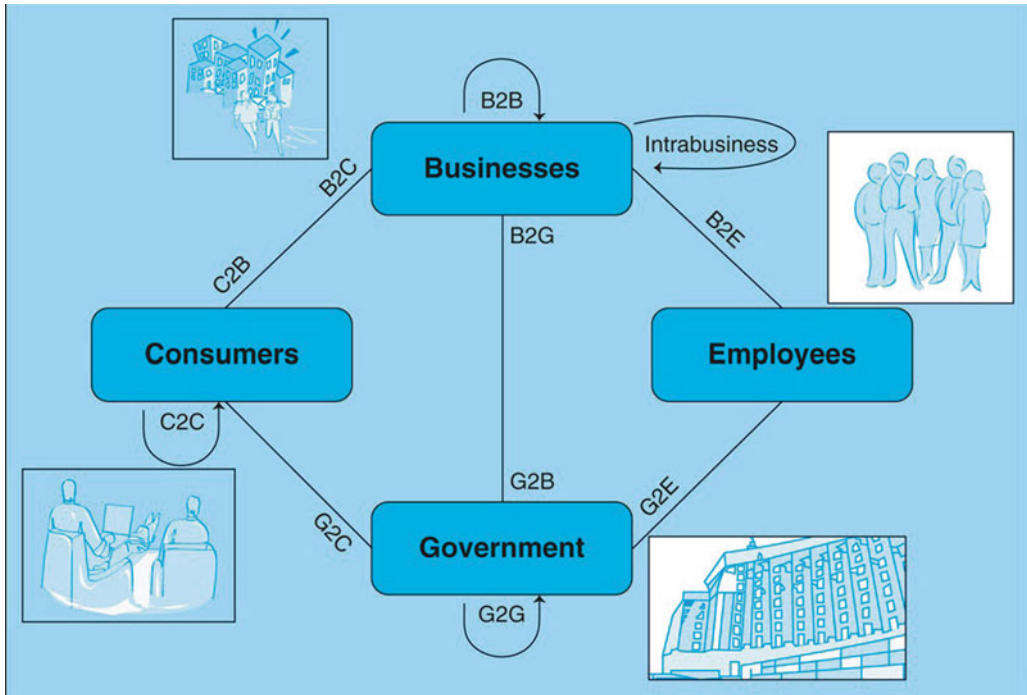 B2B
Businesses
Intrabusiness
B2C
B2G
B2E
C2B
Consumers
Employees
C2C
G2B
G2C
G2E
Government
G2G